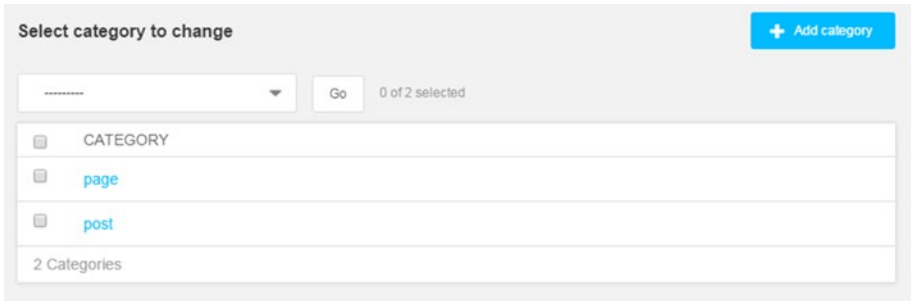 Select category to change
Add category
--------- Go 0 of 2 selected
CATEGORY
page
post
2 Categories